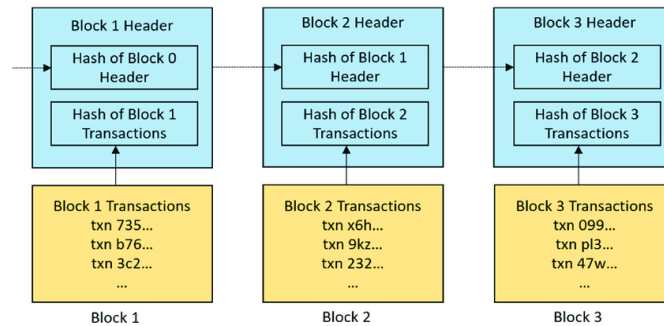 Block 1 Header
Hash of Block 0
Header
Hash of Block 1
Transactions
Block 1 Transactions
txn 735...
txn b76...
txn 3c2...
...
Block 1
Block 2 Header
Hash of Block 1
Header
Hash of Block 2
Transactions
Block 2 Transactions
txn x6h...
txn 9kz...
txn 232...
...
Block 2
Block 3 Header
Hash of Block 2
Header
Hash of Block 3
Transactions
Block 3 Transactions
txn 099...
txn pl3...
txn 47w...
...
Block 3